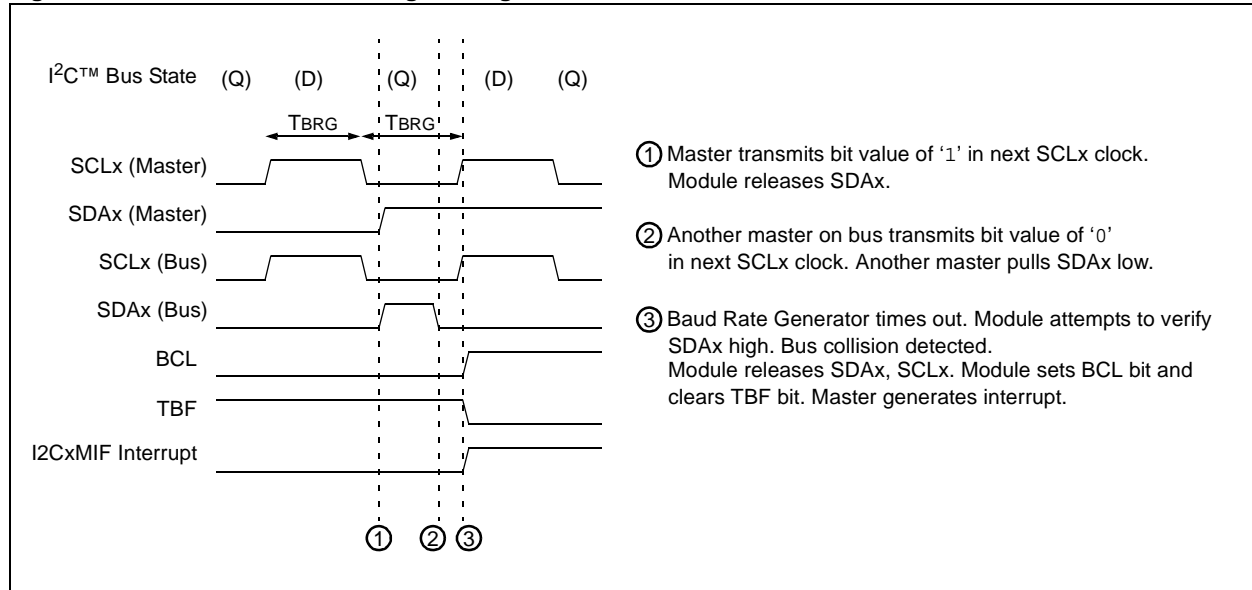 I²C™ Bus State (Q) (D) (Q) (D) (Q)
TBRG TBRG
SCLx (Master)
SDAx (Master)
SCLx (Bus)
SDAx (Bus)
BCL
TBF
I2CxMIF Interrupt
1 2 3
1 Master transmits bit value of ‘1’ in next SCLx clock.
Module releases SDAx.
2 Another master on bus transmits bit value of ‘0’
in next SCLx clock. Another master pulls SDAx low.
3 Baud Rate Generator times out. Module attempts to verify
SDAx high. Bus collision detected.
Module releases SDAx, SCLx. Module sets BCL bit and
clears TBF bit. Master generates interrupt.